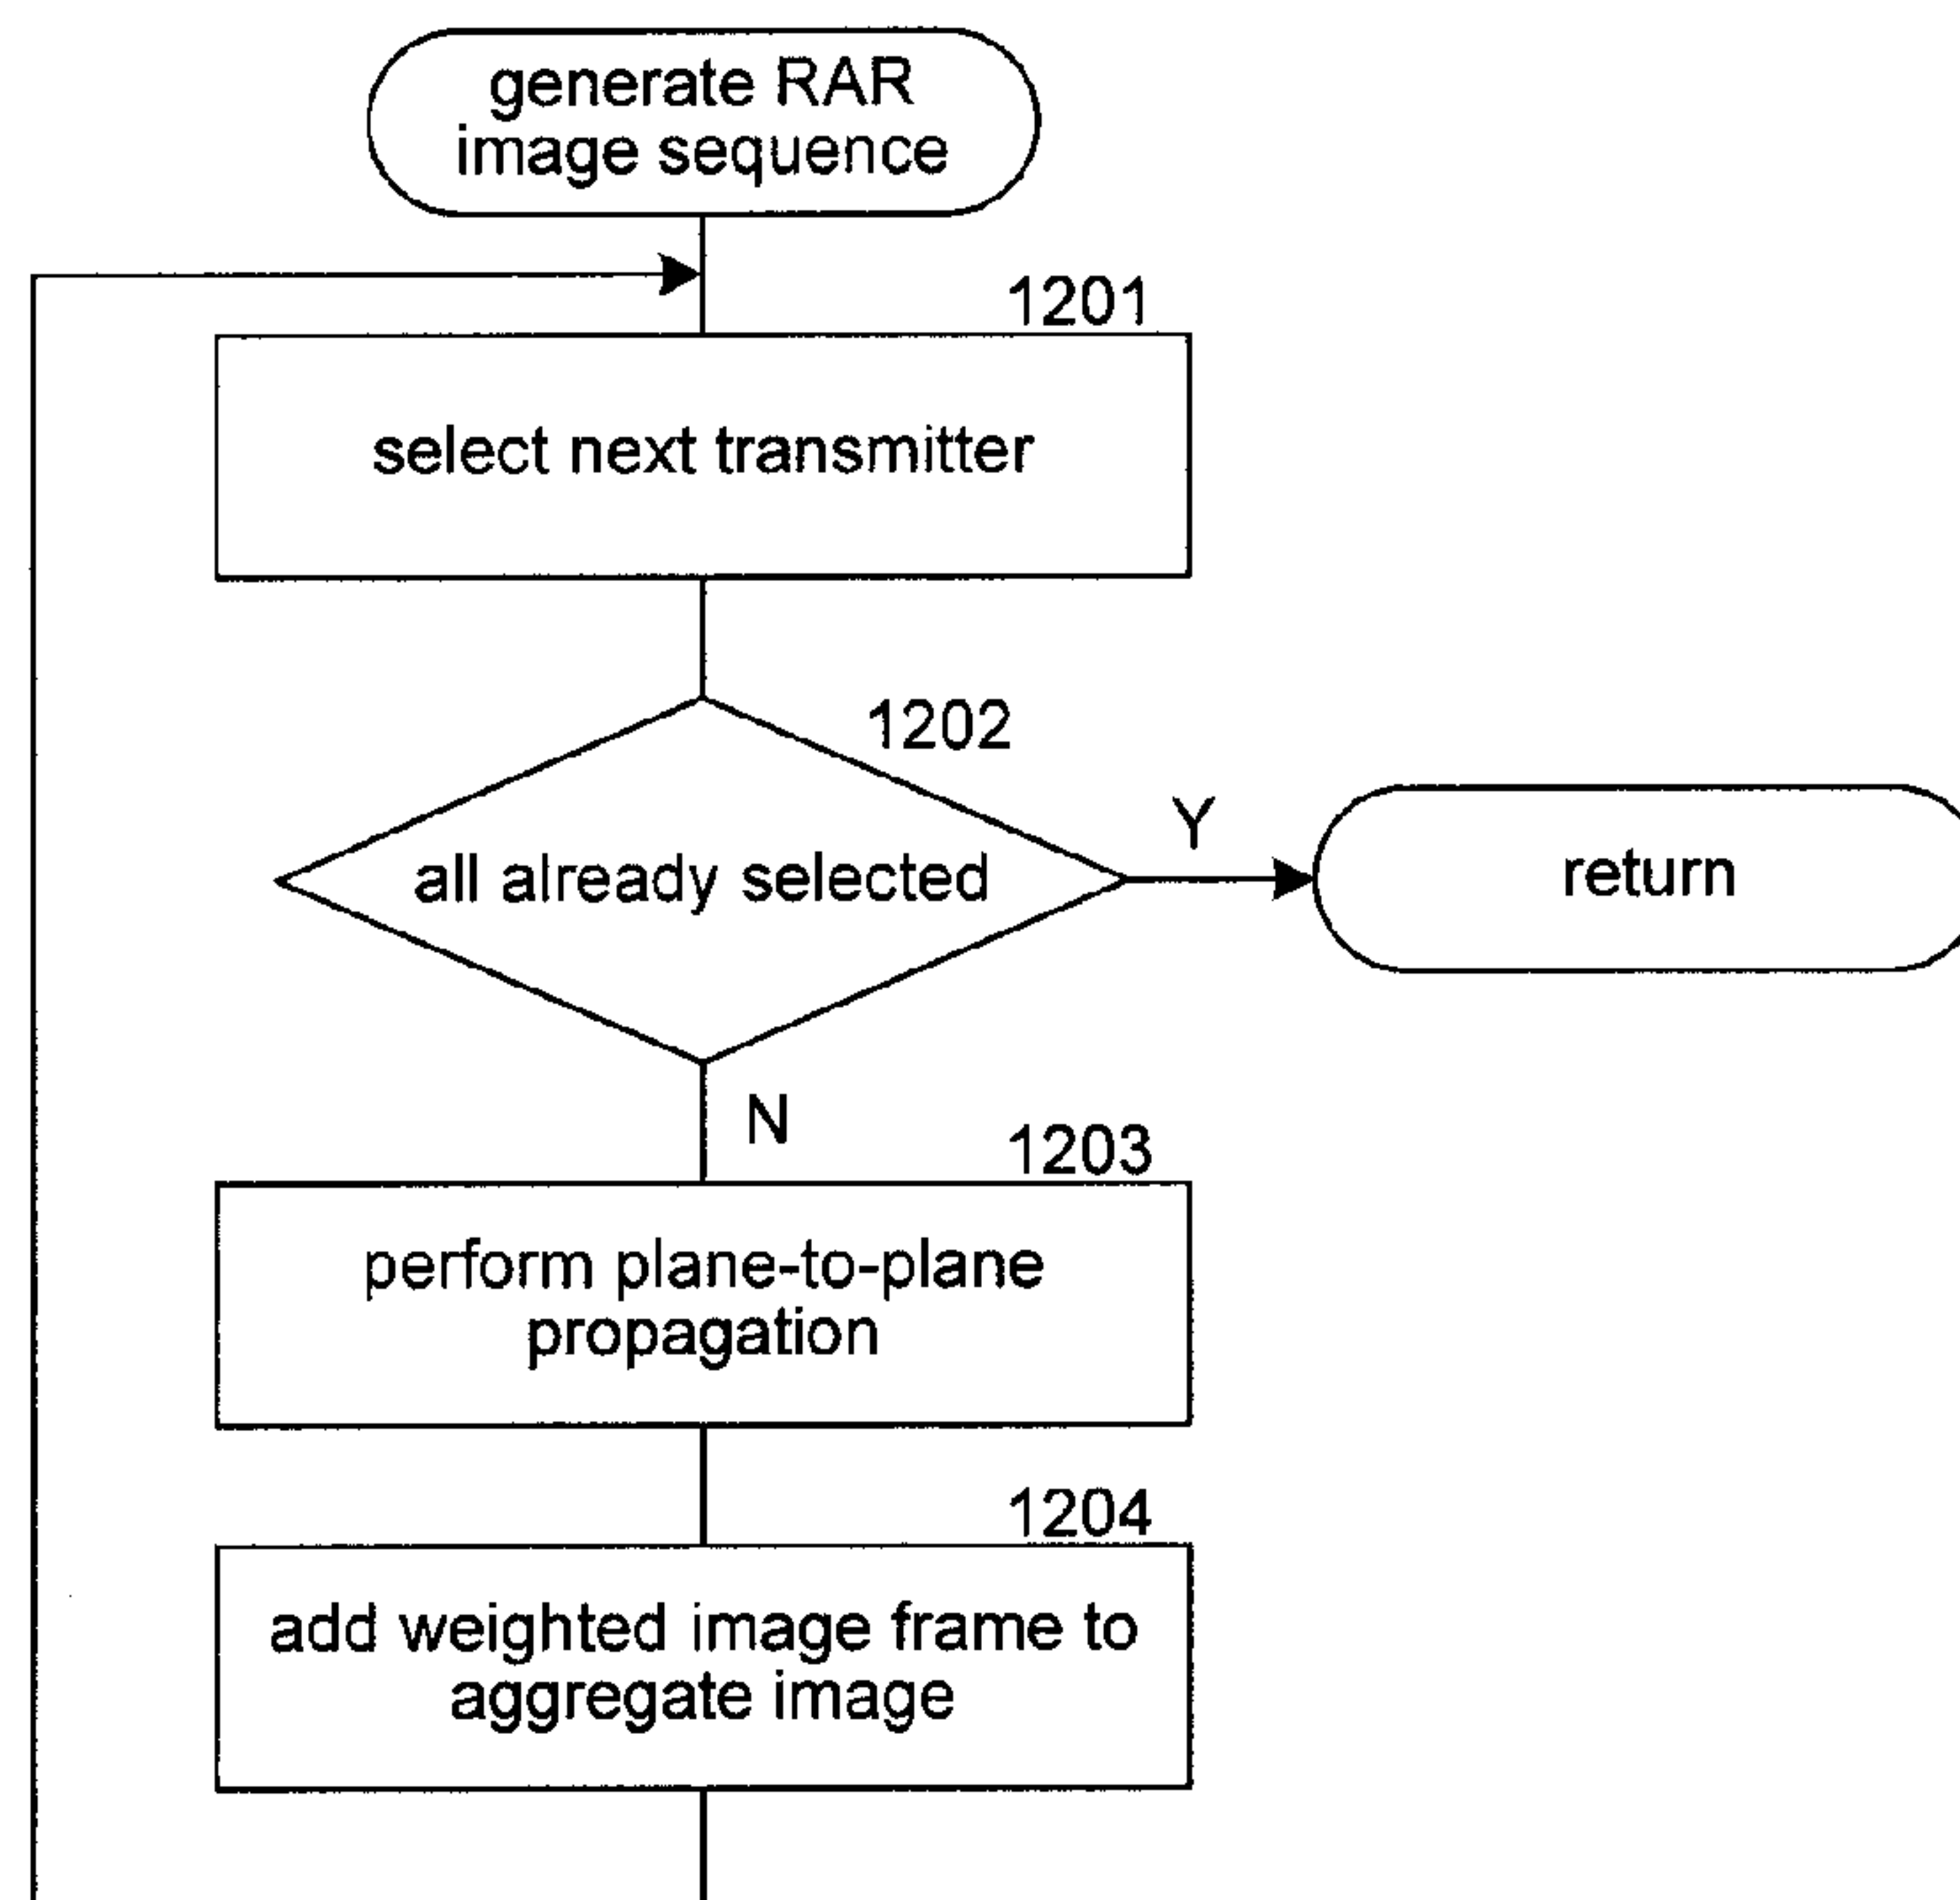 generate RAR
image sequence
1201
select next transmitter
1202
all already selected
Y
return
N
1203
perform plane-to-plane
propagation
1204
add weighted image frame to
aggregate image